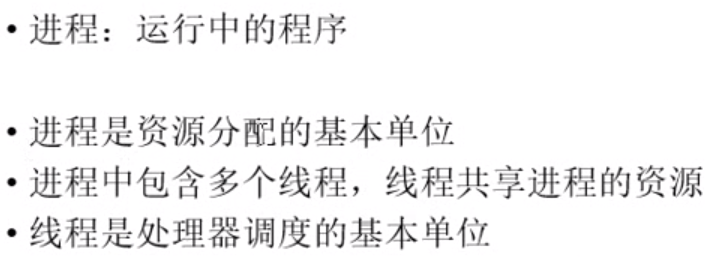 • 进程：运行中的程序
• 进程是资源分配的基本单位
• 进程中包含多个线程，线程共享进程的资源
• 线程是处理器调度的基本单位